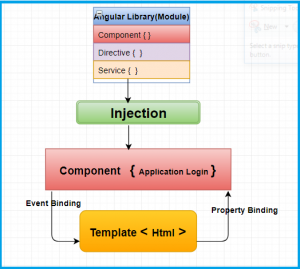 Angular Library(Module)
Component { }
Directive { }
Service { }
Injection
Component { Application Login }
Event Binding
Property Binding
Template < Html >